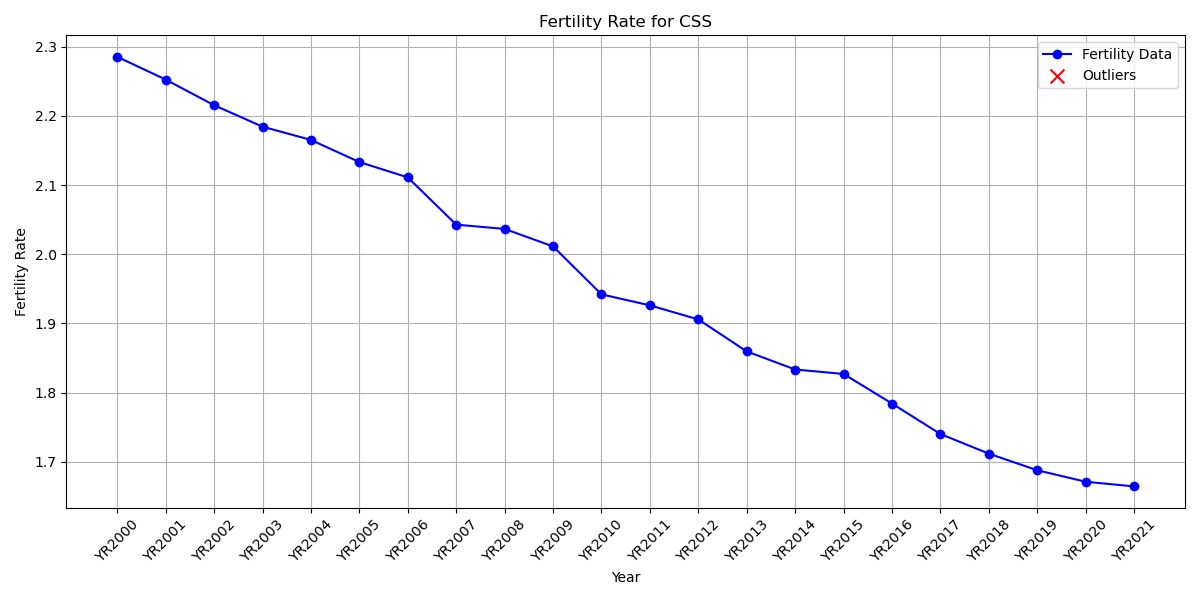 Fertility Rate for CSS
Fertility Data
Outliers
2.3
2.2
2.1
2.0
1.9
1.8
1.7
Fertility Rate
YR2000
YR2001
YR2002
YR2003
YR2004
YR2005
YR2006
YR2007
YR2008
YR2009
YR2010
YR2011
YR2012
YR2013
YR2014
YR2015
YR2016
YR2017
YR2018
YR2019
YR2020
YR2021
Year